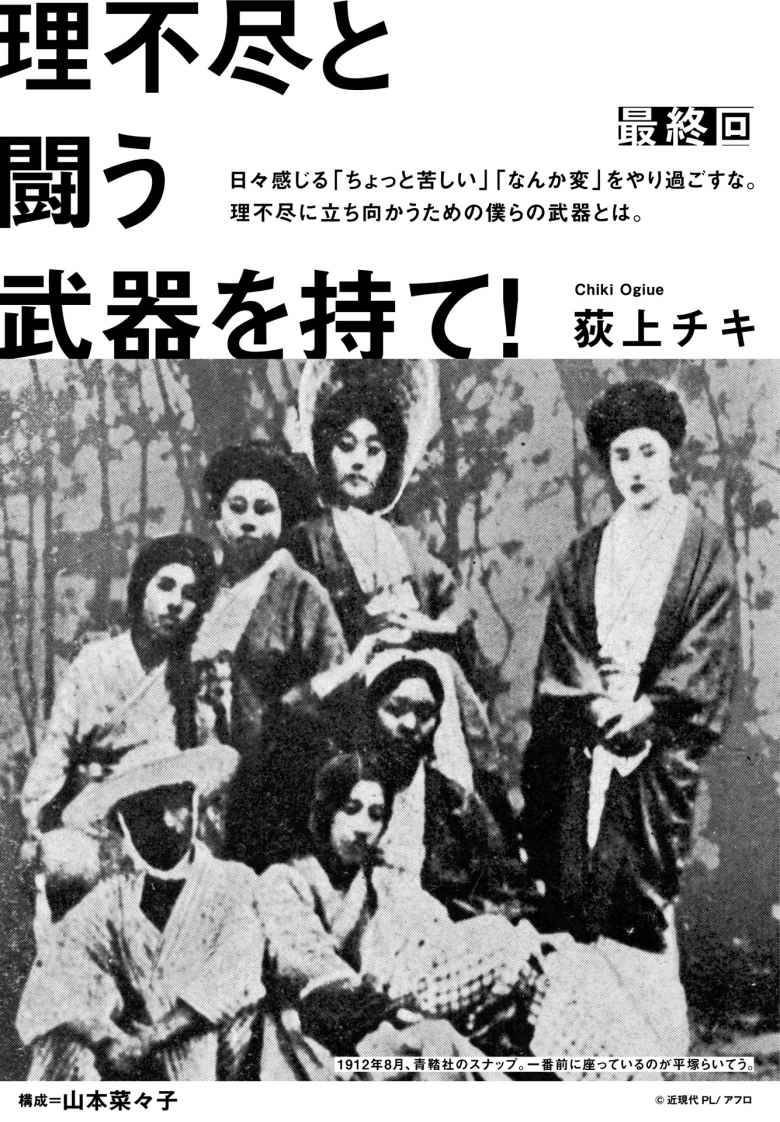 理不尽と
闘う
武器を持て!
最終回
日々感じる「ちょっと苦しい」「なんか変」をやり過ごすな。
理不尽に立ち向かうための僕らの武器とは。
Chiki Ogiue
荻上チキ
1912年8月、青鞜社のスナップ。一番前に座っているのが平塚らいてう。
構成=山本菜々子
© 近現代PL/アフロ